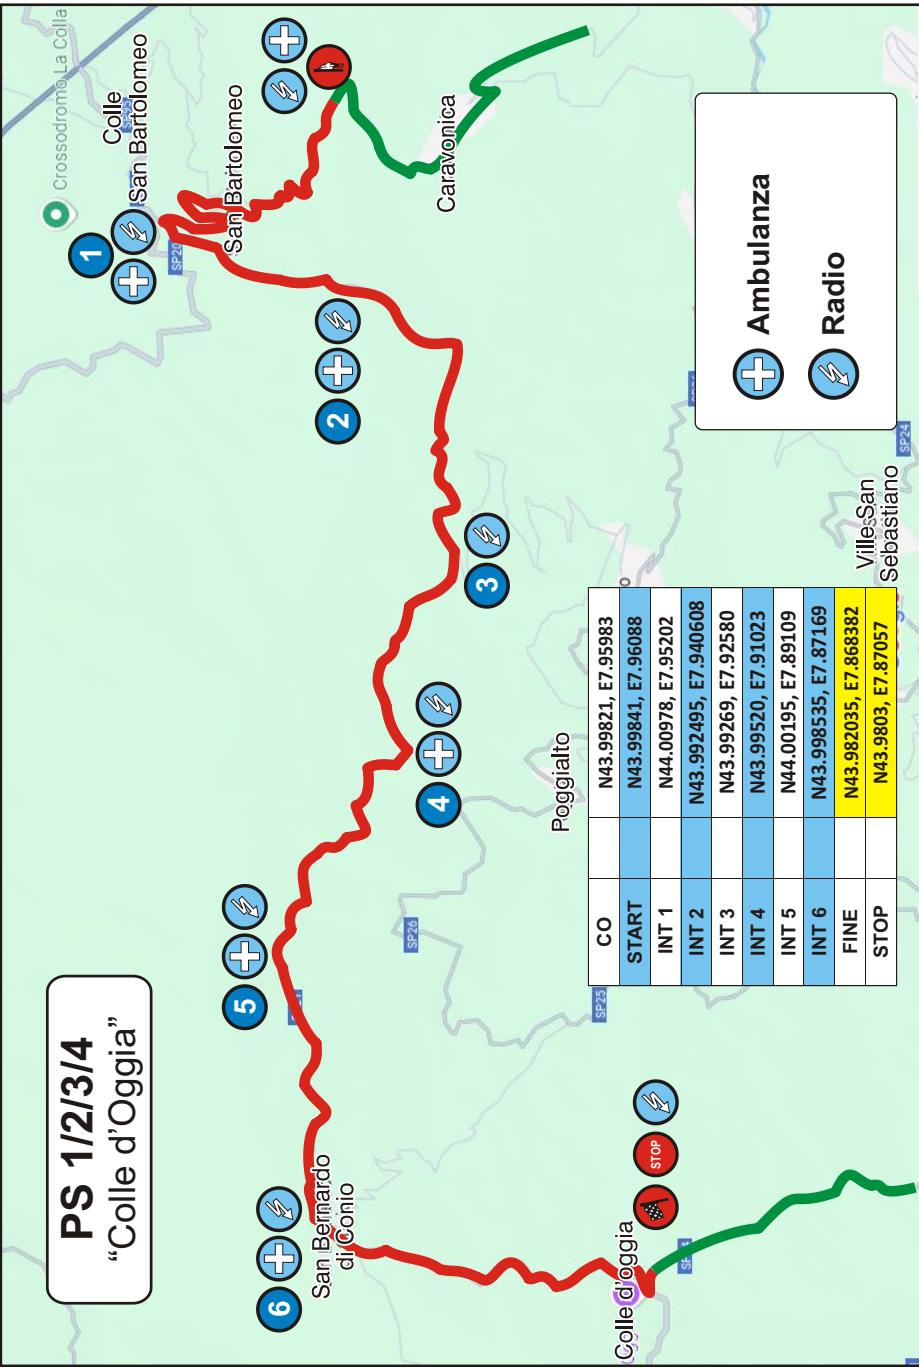 PS 1/2/3/4
“Colle d’Oggia”
Crossodromo La Colla
Colle
San Bartolomeo
San Bartolomeo
SP20
Caravonica
1
2
3
4
5
6
San Bernardo
di Conio
Colle d’oggia
STOP
Poggialto
SP26
SP25
SP24
Ville San
Sebastiano
Ambulanza
Radio
CO N43.99821, E7.95983
START N43.99841, E7.96088
INT 1 N44.00978, E7.95202
INT 2 N43.992495, E7.940608
INT 3 N43.99269, E7.92580
INT 4 N43.99520, E7.91023
INT 5 N44.00195, E7.89109
INT 6 N43.998535, E7.87169
FINE N43.982035, E7.868382
STOP N43.9803, E7.87057